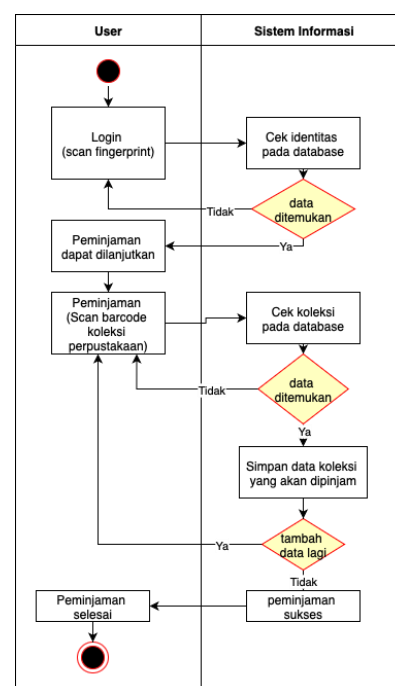 User
Sistem Informasi
Login
(scan fingerprint)
Cek identitas
pada database
data
ditemukan
Tidak
Ya
Peminjaman
dapat dilanjutkan
Peminjaman
(Scan barcode
koleksi
perpustakaan)
Cek koleksi
pada database
data
ditemukan
Tidak
Ya
Simpan data koleksi
yang akan dipinjam
tambah
data lagi
Ya
Tidak
Peminjaman
selesai
peminjaman
sukses